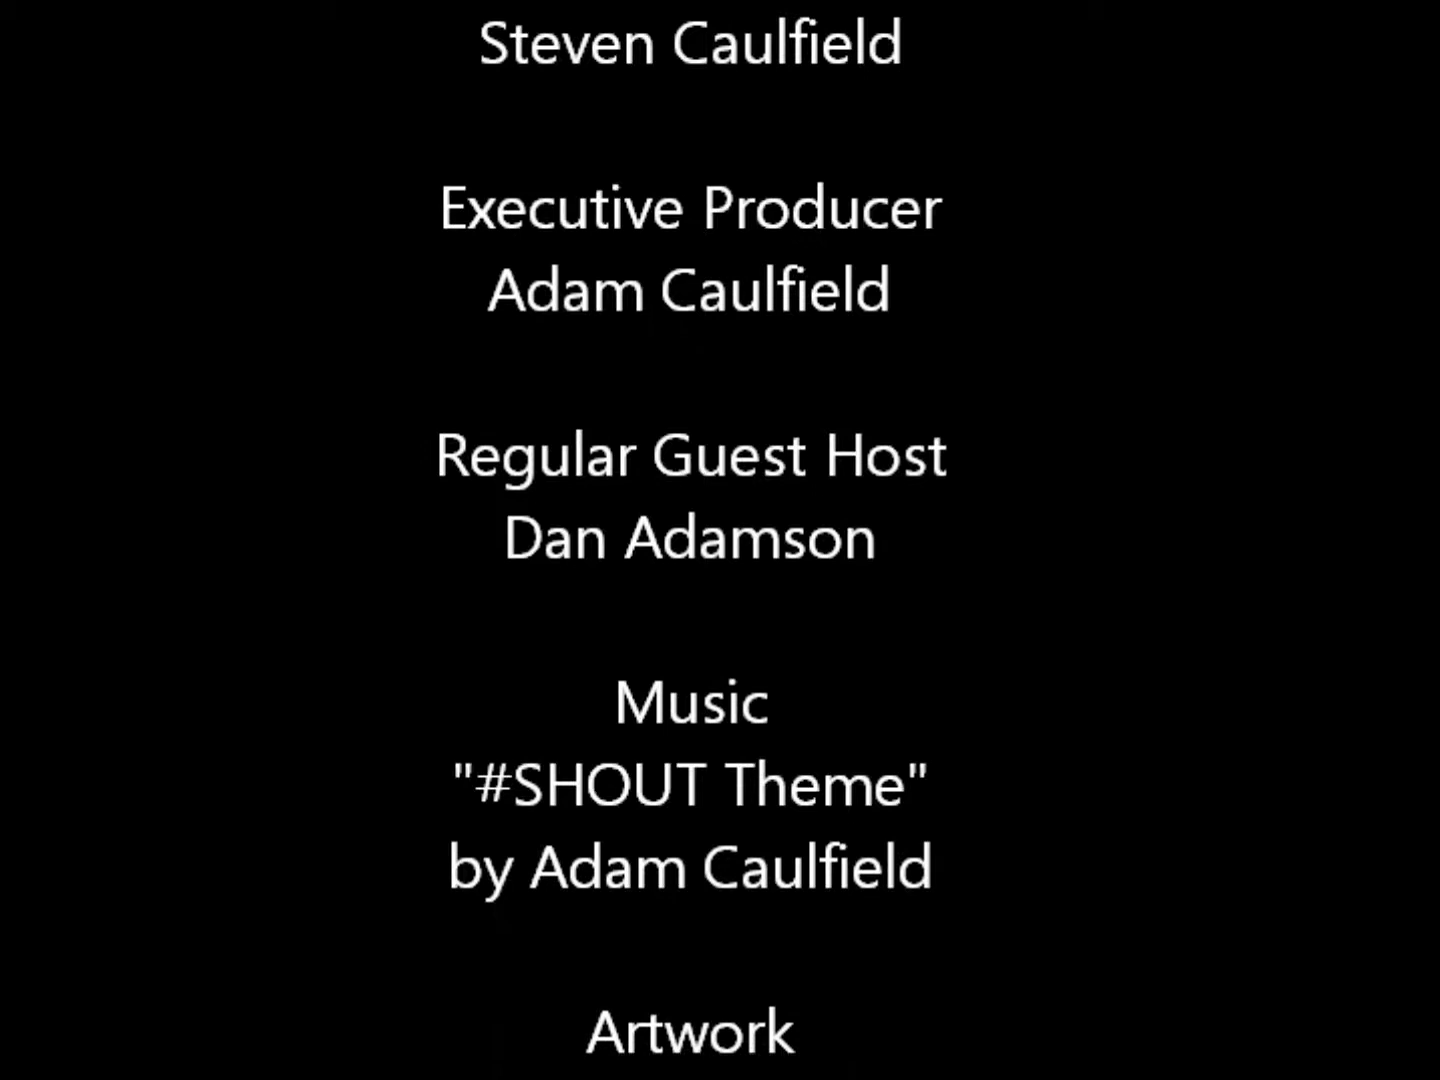 Steven Caulfield
Executive Producer
Adam Caulfield
Regular Guest Host
Dan Adamson
Music
"#SHOUT Theme"
by Adam Caulfield
Artwork